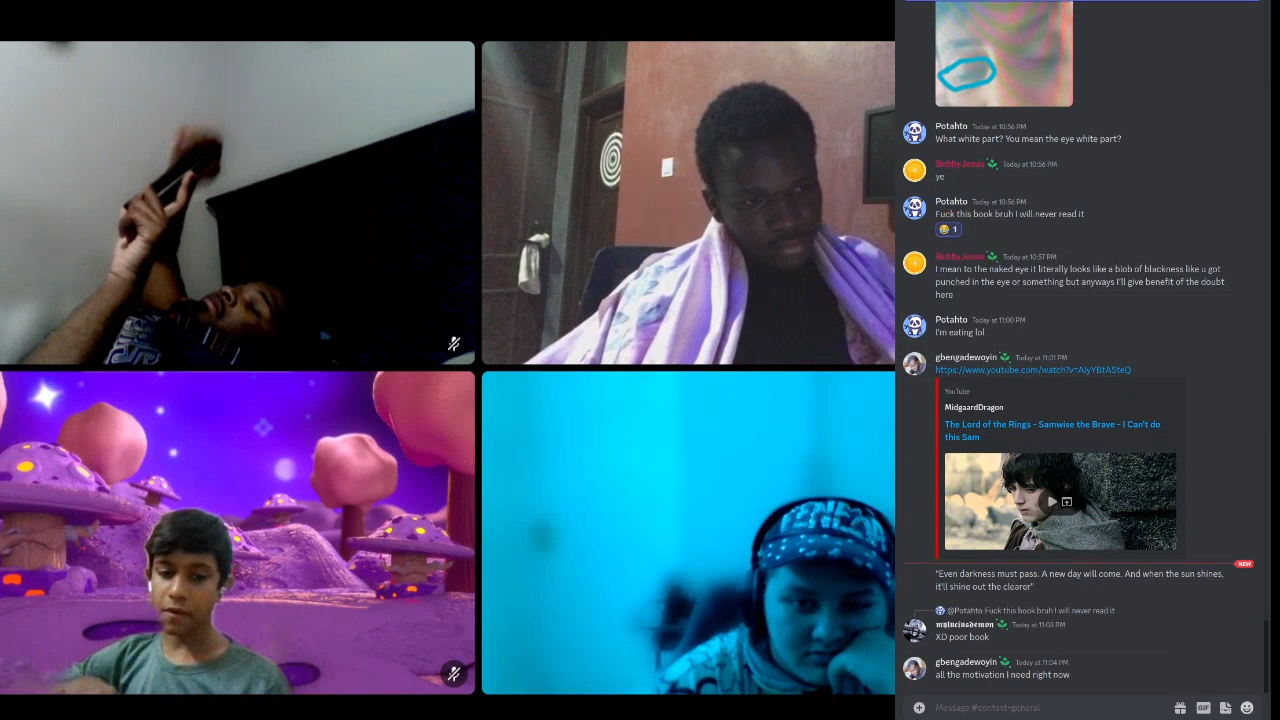 Potahto Today at 10:56 PM
What white part? You mean the eye white part?
BobbyJonas Today at 10:56 PM
ye
Potahto Today at 10:56 PM
Fuck this book bruh I will never read it
1
BobbyJonas Today at 10:57 PM
I mean to the naked eye it literally looks like a blob of blackness like u got
punched in the eye or something but anyways I'll give benefit of the doubt
here
Potahto Today at 11:00 PM
I'm eating lol
gbengadewoyin Today at 11:01 PM
https://www.youtube.com/watch?v=AlyYBtASteQ
YouTube
MidgaardDragon
The Lord of the Rings - Samwise the Brave - I Can't do
this Sam
NEW
"Even darkness must pass. A new day will come. And when the sun shines,
it'll shine out the clearer"
@Potahto Fuck this book bruh I will never read it
Today at 11:03 PM
XD poor book
gbengadewoyin Today at 11:04 PM
all the motivation I need right now
Message #contest-general
GIF